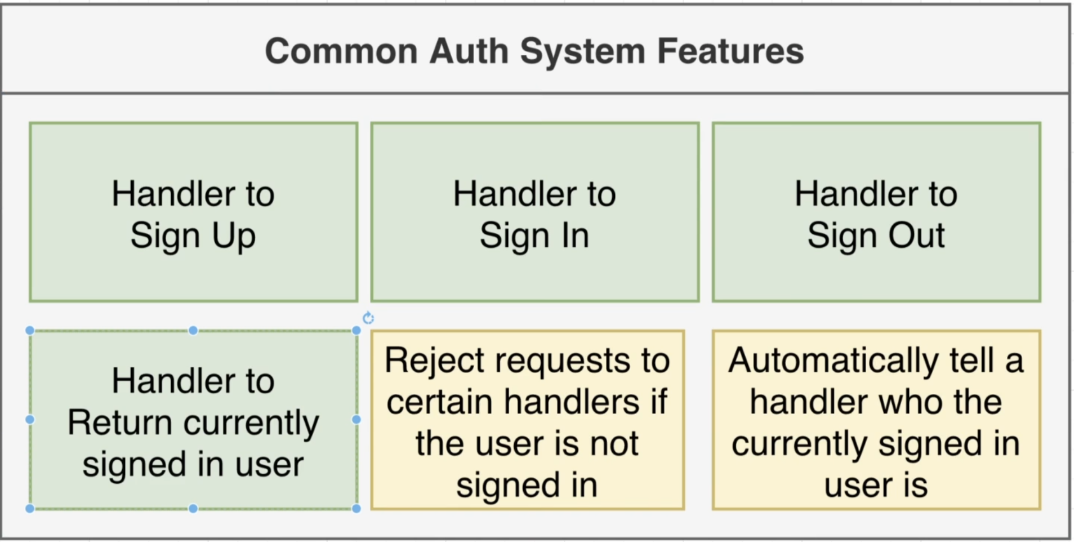 Common Auth System Features
Handler to
Sign Up
Handler to
Sign In
Handler to
Sign Out
Handler to
Return currently
signed in user
Reject requests to
certain handlers if
the user is not
signed in
Automatically tell a
handler who the
currently signed in
user is